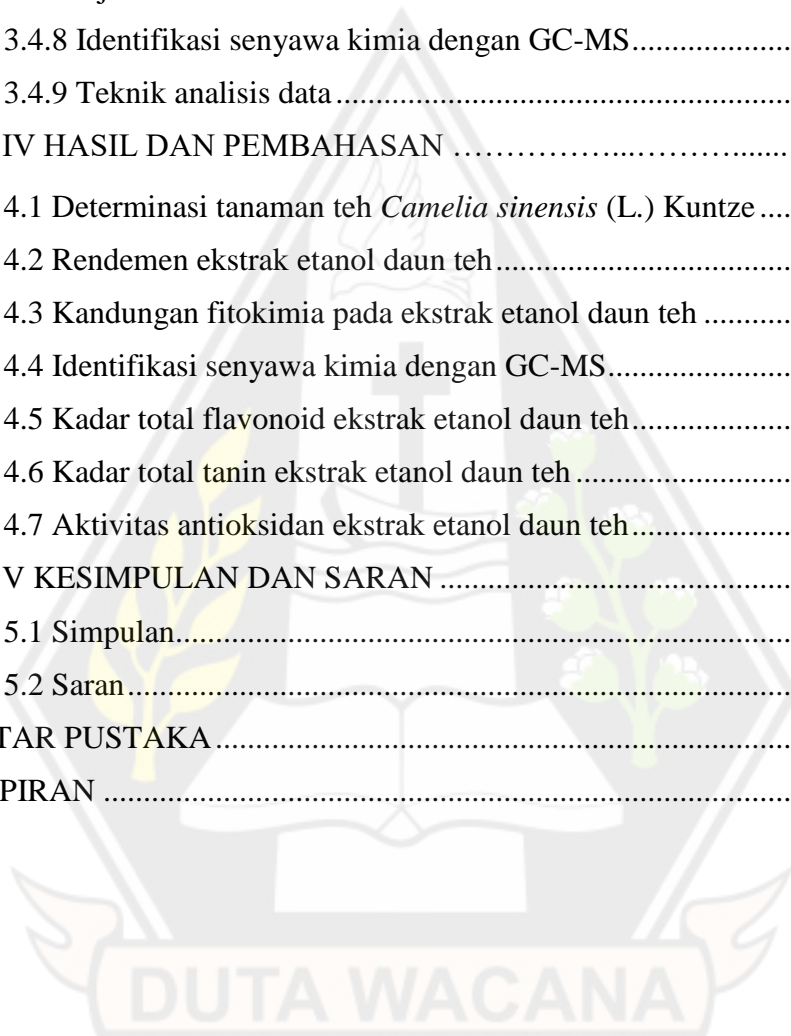 3.4.8 Identifikasi senyawa kimia dengan GC-MS....................
3.4.9 Teknik analisis data.........................................................
IV HASIL DAN PEMBAHASAN ……………...………......
4.1 Determinasi tanaman teh Camelia sinensis (L.) Kuntze....
4.2 Rendemen ekstrak etanol daun teh.....................................
4.3 Kandungan fitokimia pada ekstrak etanol daun teh ...........
4.4 Identifikasi senyawa kimia dengan GC-MS.......................
4.5 Kadar total flavonoid ekstrak etanol daun teh....................
4.6 Kadar total tanin ekstrak etanol daun teh ...........................
4.7 Aktivitas antioksidan ekstrak etanol daun teh....................
V KESIMPULAN DAN SARAN .............................................
5.1 Simpulan............................................................................
5.2 Saran..................................................................................
TAR PUSTAKA......................................................................
PIRAN ....................................................................................
DUTA WACANA